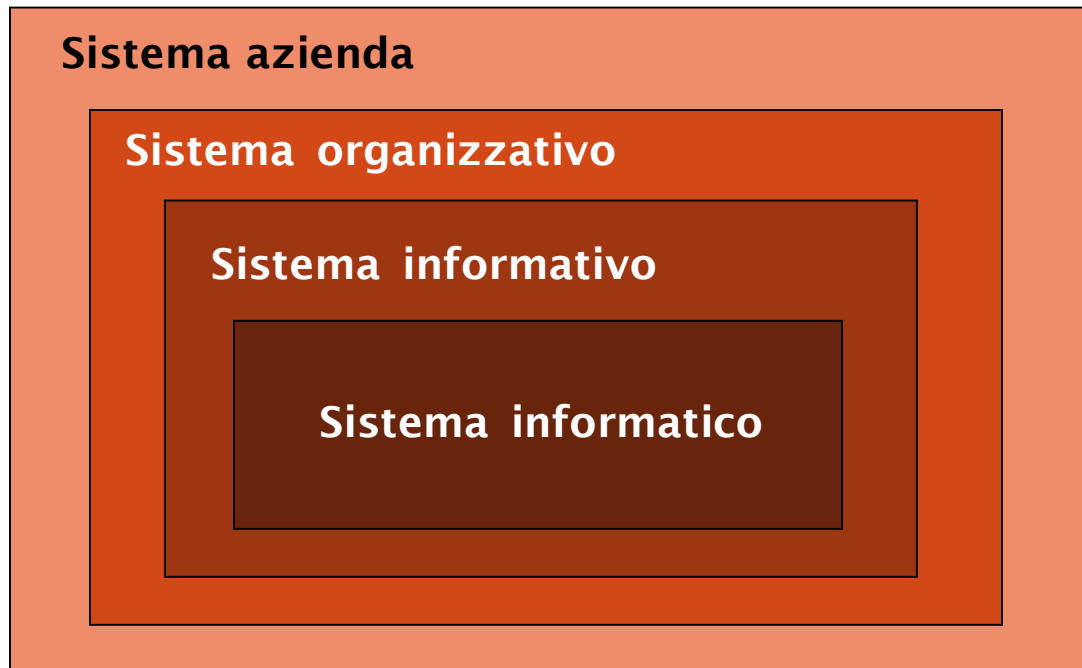 Sistema azienda
Sistema organizzativo
Sistema informativo
Sistema informatico